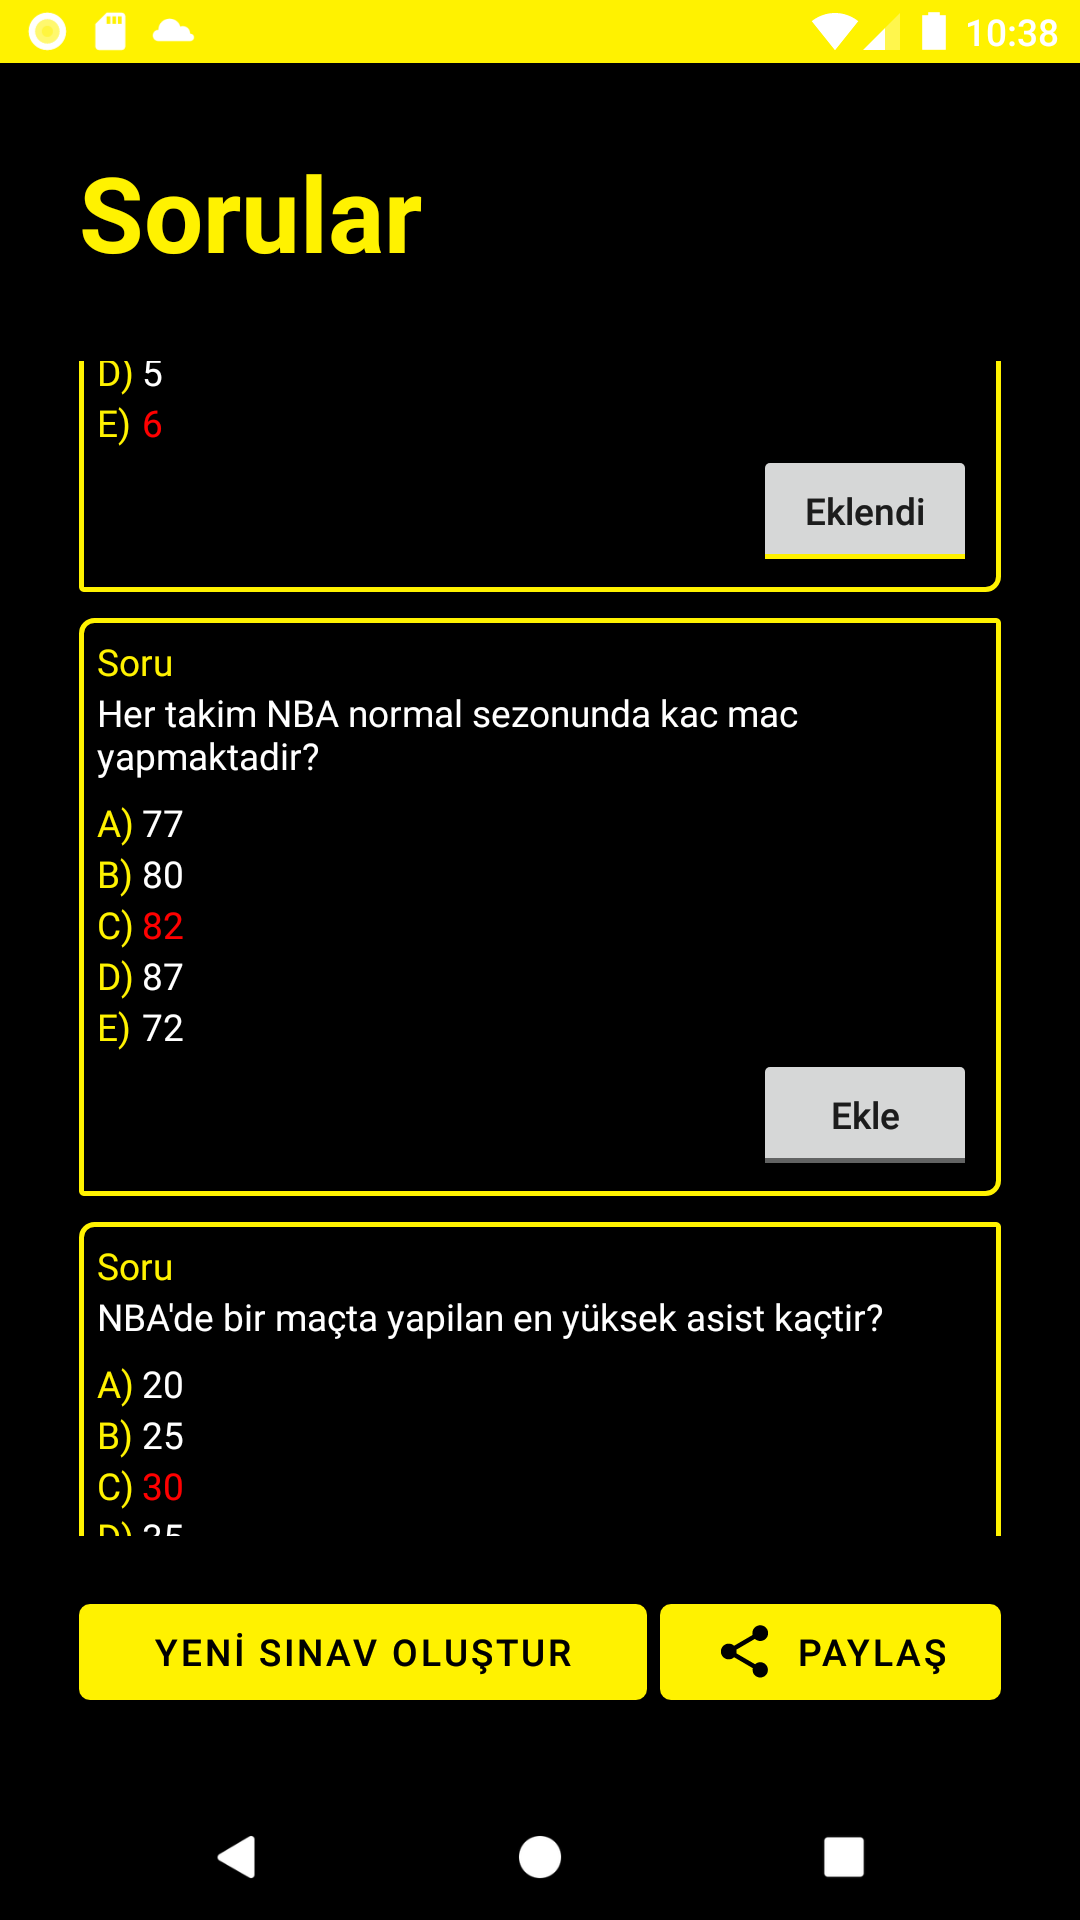 10:38
Sorular
D) 5
E) 6
Eklendi
Soru
Her takim NBA normal sezonunda kac mac
yapmaktadir?
A) 77
B) 80
C) 82
D) 87
E) 72
Ekle
Soru
NBA'de bir maçta yapilan en yüksek asist kaçtir?
A) 20
B) 25
C) 30
D) 35
YENİ SINAV OLUŞTUR
PAYLAŞ